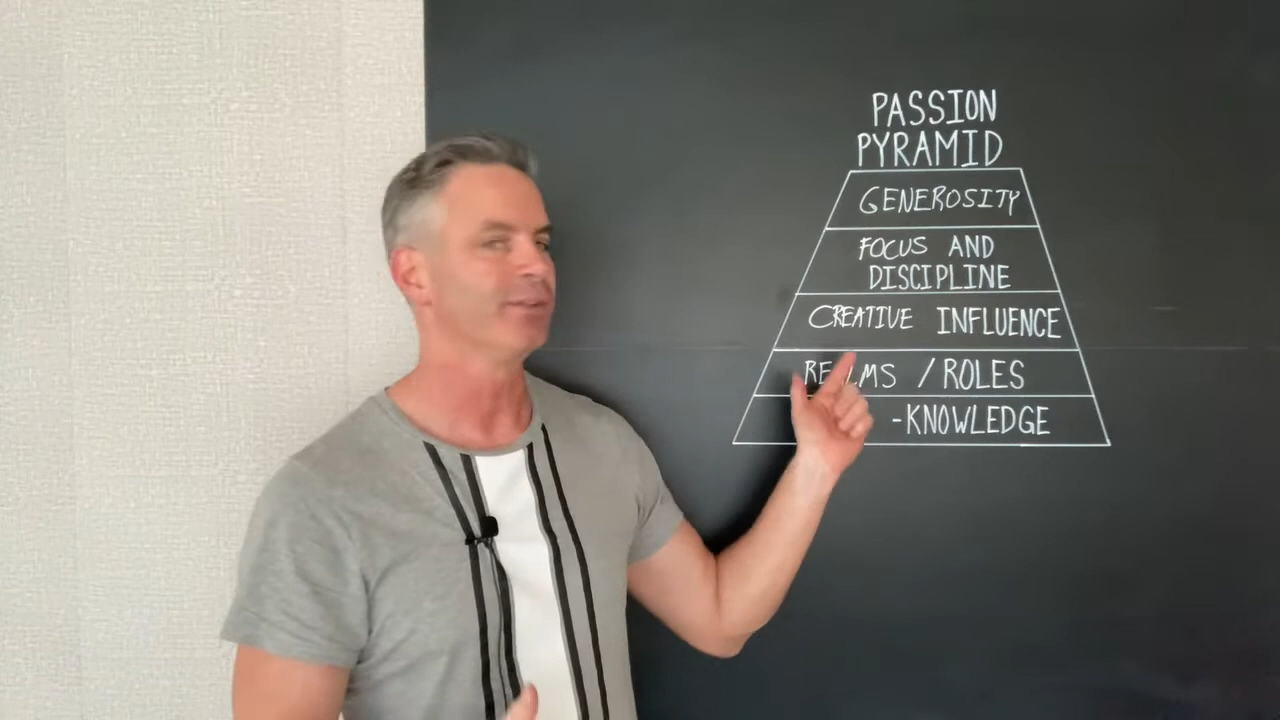 PASSION
PYRAMID
GENEROSITY
FOCUS AND
DISCIPLINE
CREATIVE INFLUENCE
/ROLES
-KNOWLEDGE